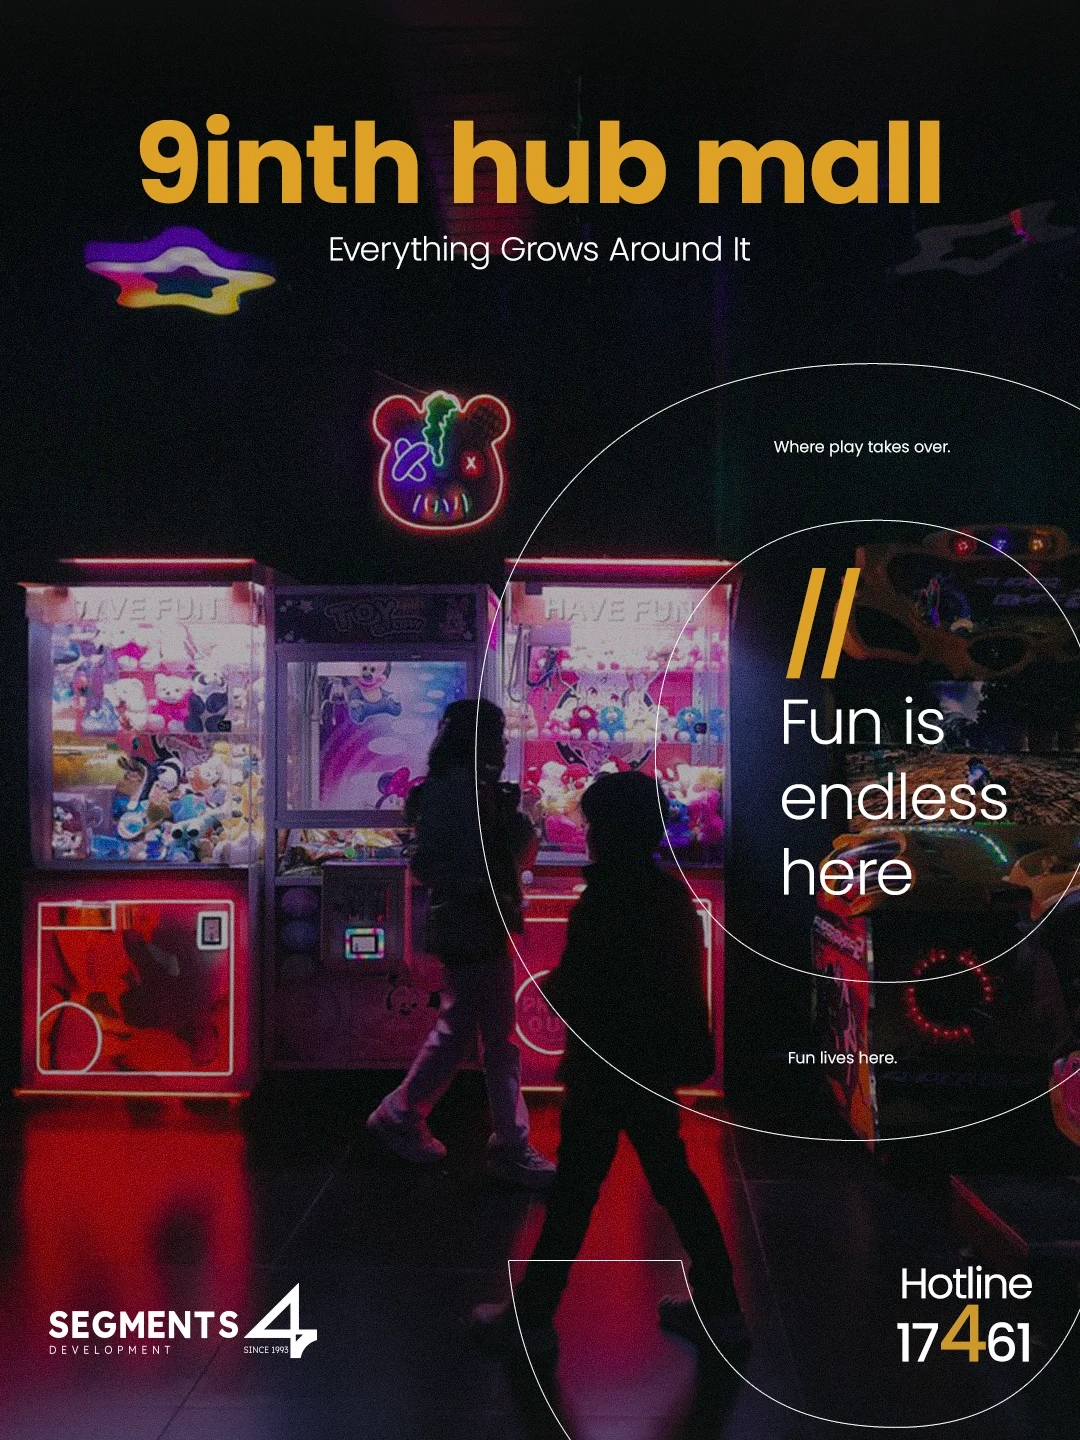 9inth hub mall
Everything Grows Around It
Where play takes over.
HAVE FUN
TOY
HAVE FUN
//
Fun is
endless
here
Fun lives here.
Hotline
17461
SEGMENTS 4
DEVELOPMENT
SINCE 1993